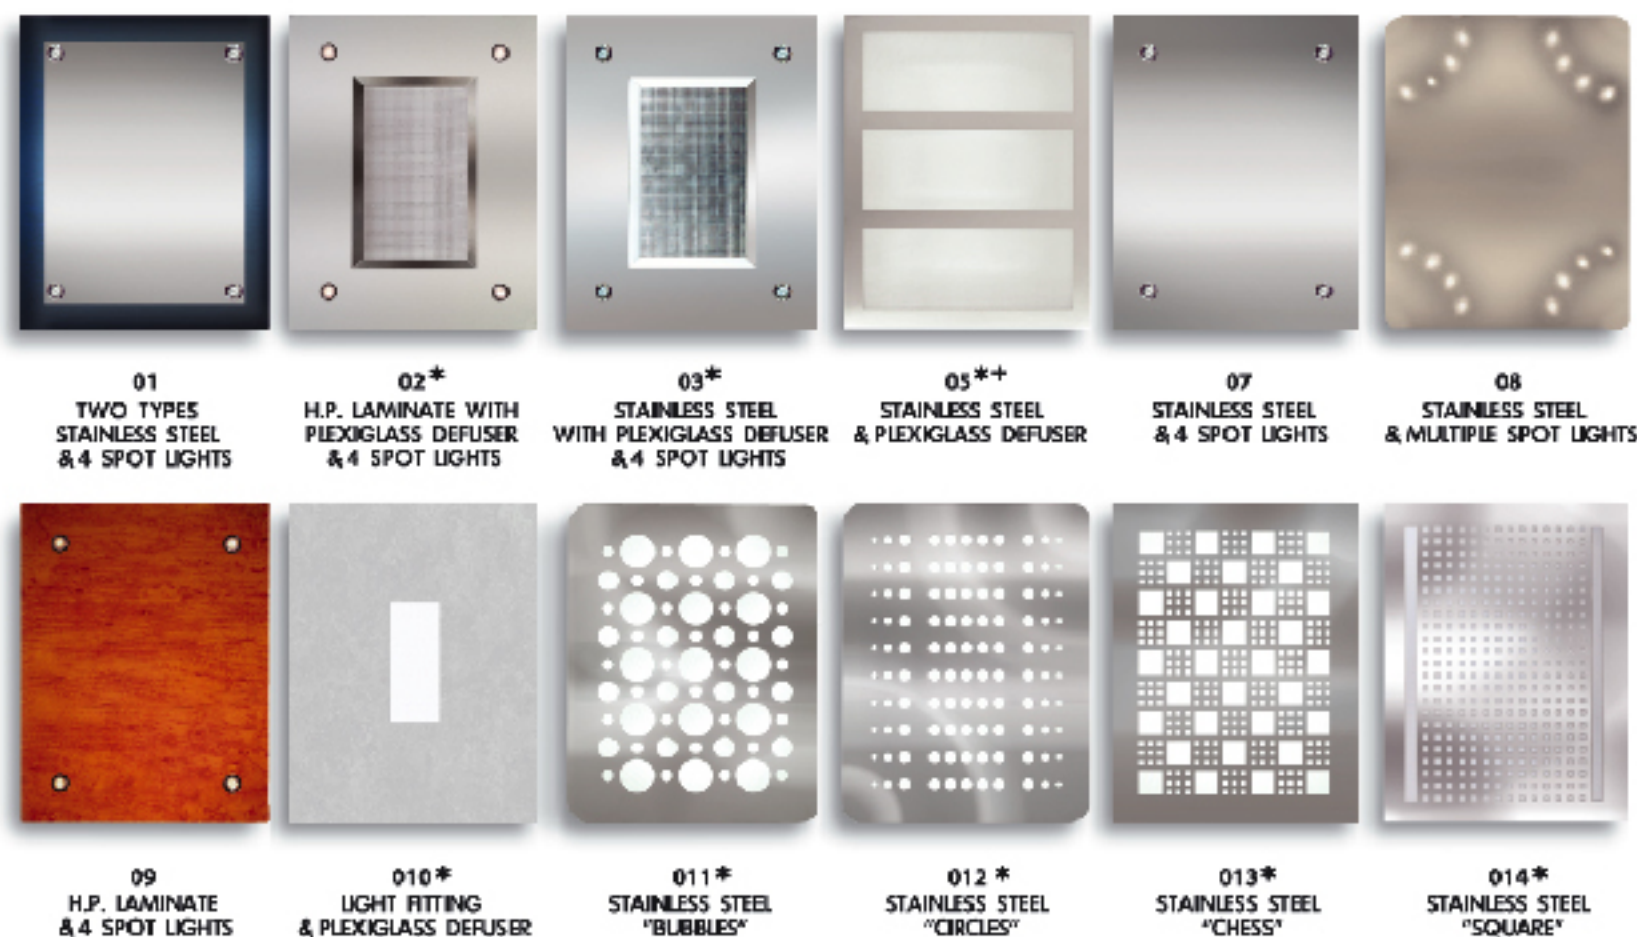 01
TWO TYPES
STAINLESS STEEL
& 4 SPOT LIGHTS
02*
H.P. LAMINATE WITH
PLEXIGLASS DEFUSER
& 4 SPOT LIGHTS
03*
STAINLESS STEEL
WITH PLEXIGLASS DEFUSER
& 4 SPOT LIGHTS
05*+
STAINLESS STEEL
& PLEXIGLASS DEFUSER
07
STAINLESS STEEL
& 4 SPOT LIGHTS
08
STAINLESS STEEL
& MULTIPLE SPOT LIGHTS
09
H.P. LAMINATE
& 4 SPOT LIGHTS
010*
LIGHT FITTING
& PLEXIGLASS DEFUSER
011*
STAINLESS STEEL
"BUBBLES"
012 *
STAINLESS STEEL
"CIRCLES"
013*
STAINLESS STEEL
"CHESS"
014*
STAINLESS STEEL
"SQUARE"